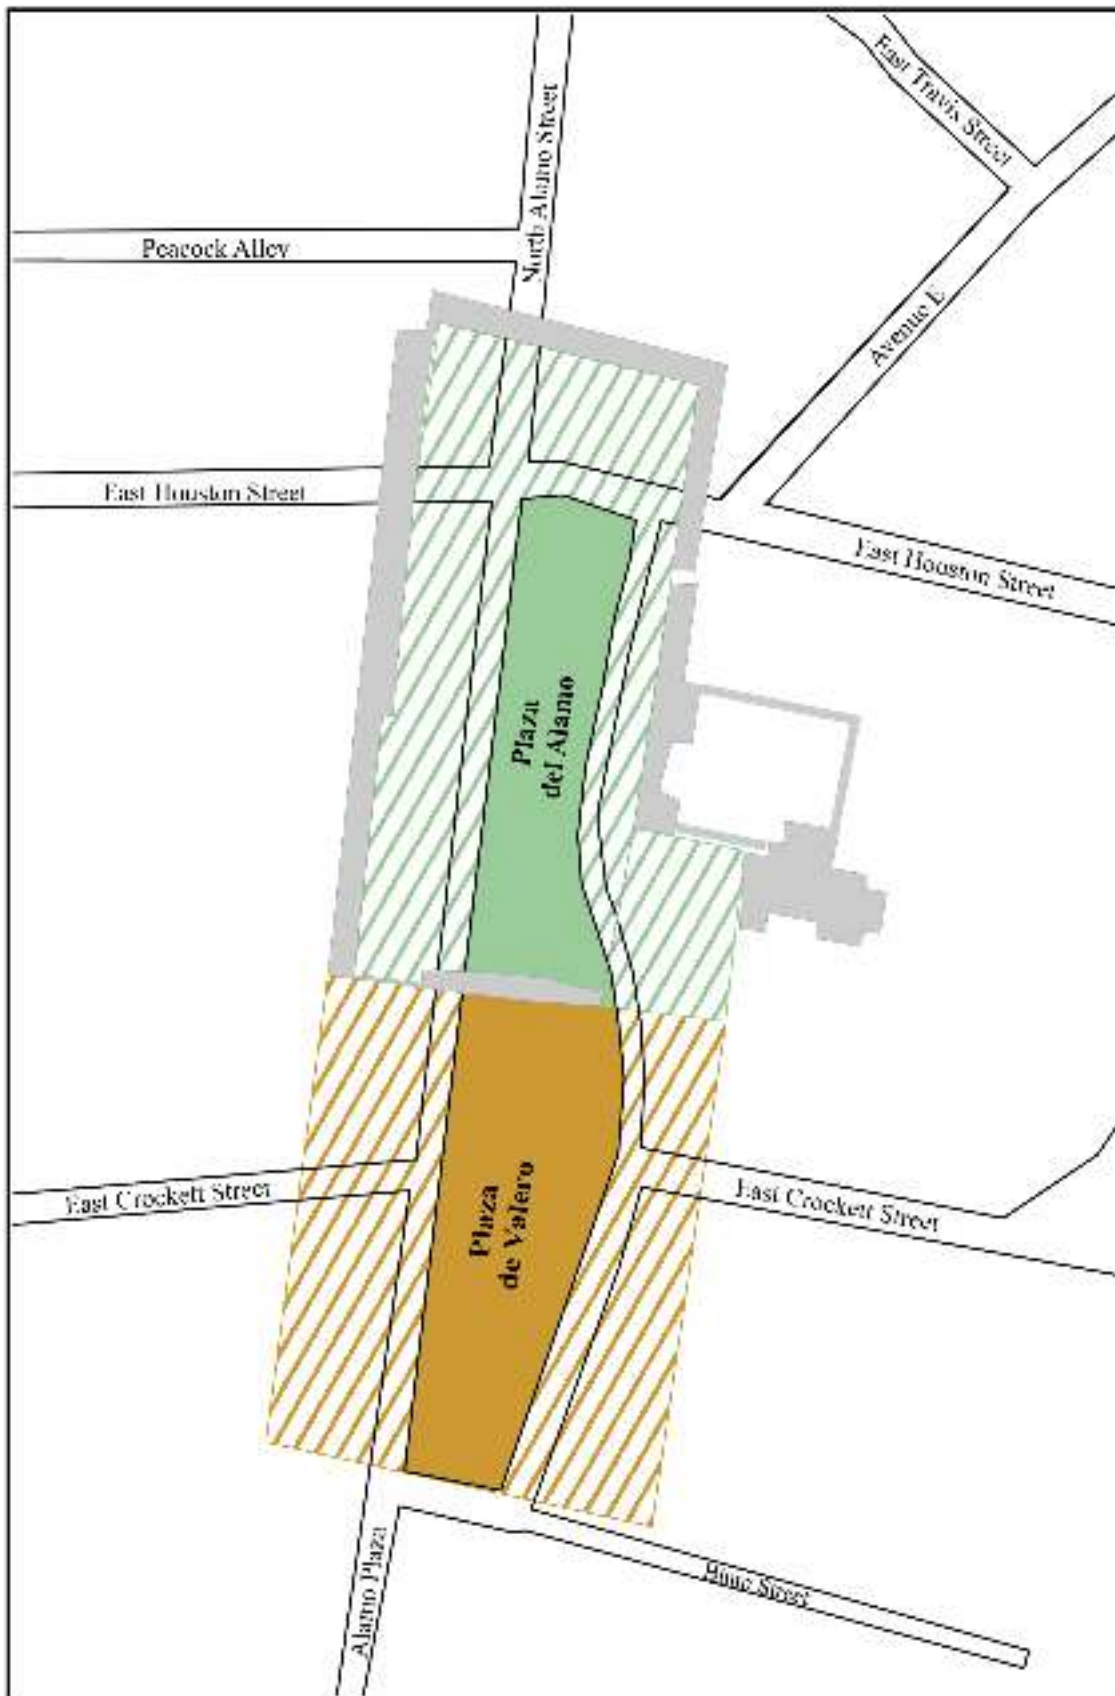 East Travis Street
North Alamo Street
Peacock Alley
Avenue E
East Houston Street
East Houston Street
Plaza
del Alamo
East Crockett Street
East Crockett Street
Plaza
de Valero
Alamo Plaza
Street